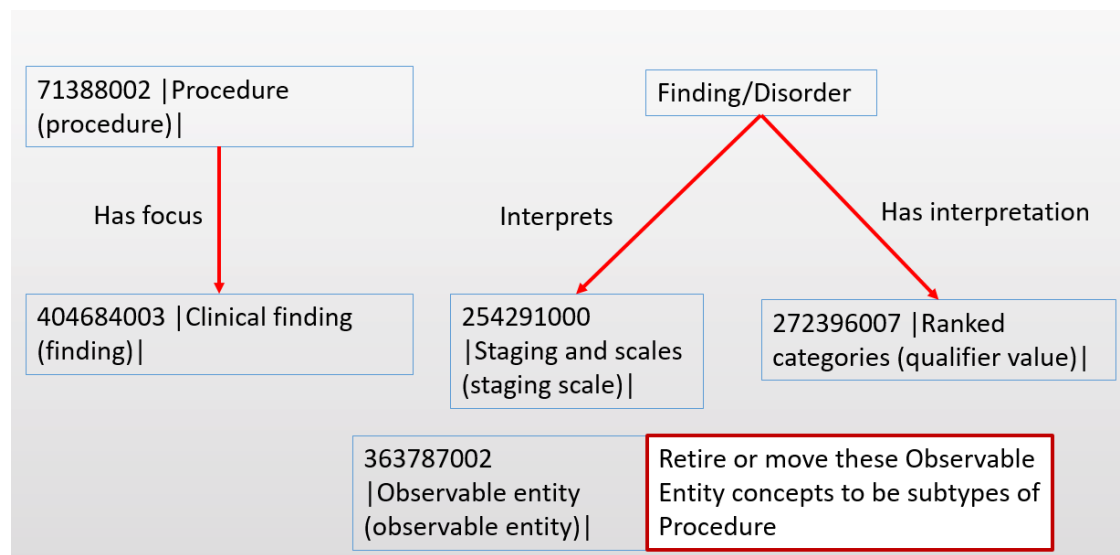 71388002 |Procedure
(procedure)|
Finding/Disorder
Has focus
Interprets
Has interpretation
404684003 |Clinical finding
(finding)|
254291000
|Staging and scales
(staging scale)|
272396007 |Ranked
categories (qualifier value)|
363787002
|Observable entity
(observable entity)|
Retire or move these Observable
Entity concepts to be subtypes of
Procedure